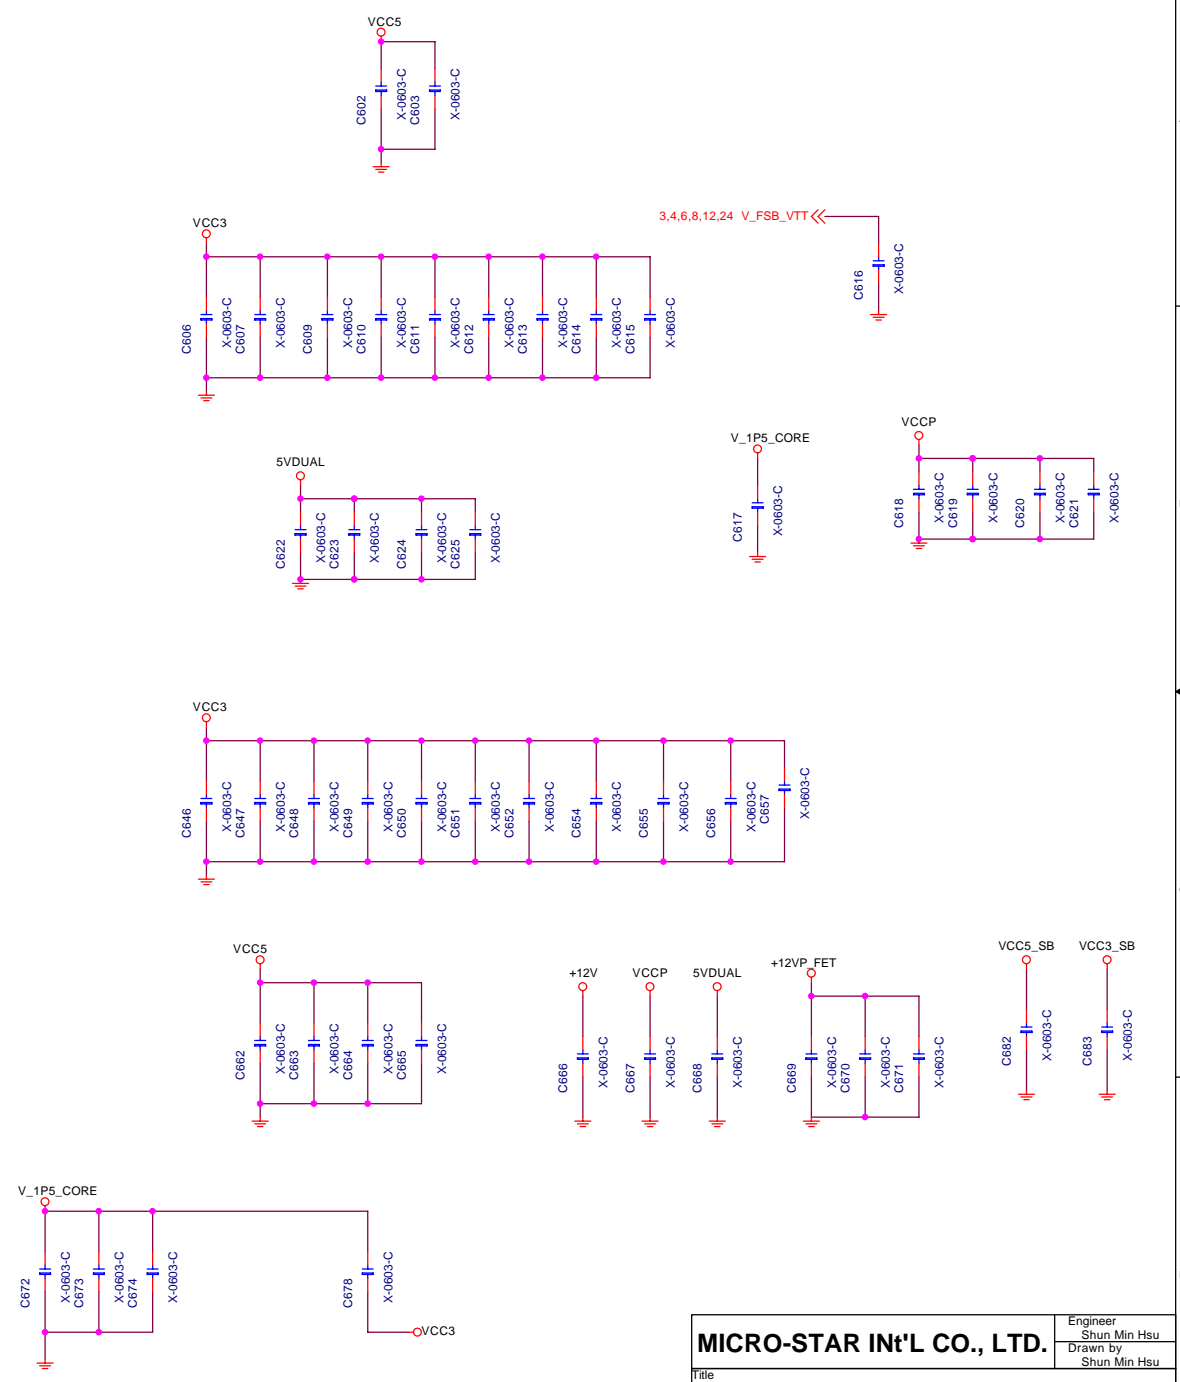 VCC5
C602
X-0603-C
C603
X-0603-C
3,4,6,8,12,24 V_FSB_VTT
C616
X-0603-C
VCC3
C606
X-0603-C
C607
X-0603-C
C609
X-0603-C
C610
X-0603-C
C611
X-0603-C
C612
X-0603-C
C613
X-0603-C
C614
X-0603-C
C615
X-0603-C
5VDUAL
C622
X-0603-C
C623
X-0603-C
C624
X-0603-C
C625
X-0603-C
V_1P5_CORE
C617
X-0603-C
VCCP
C618
X-0603-C
C619
X-0603-C
C620
X-0603-C
C621
X-0603-C
VCC3
C646
X-0603-C
C647
X-0603-C
C648
X-0603-C
C649
X-0603-C
C650
X-0603-C
C651
X-0603-C
C652
X-0603-C
C654
X-0603-C
C655
X-0603-C
C656
X-0603-C
C657
X-0603-C
VCC5
C662
X-0603-C
C663
X-0603-C
C664
X-0603-C
C665
X-0603-C
+12V
C666
X-0603-C
VCCP
C667
X-0603-C
5VDUAL
C668
X-0603-C
+12VP_FET
C669
X-0603-C
C670
X-0603-C
C671
X-0603-C
VCC5_SB
C682
X-0603-C
VCC3_SB
C683
X-0603-C
V_1P5_CORE
C672
X-0603-C
C673
X-0603-C
C674
X-0603-C
C678
X-0603-C
VCC3
MICRO-STAR INt'L CO., LTD.
Engineer
Shun Min Hsu
Drawn by
Shun Min Hsu
Title